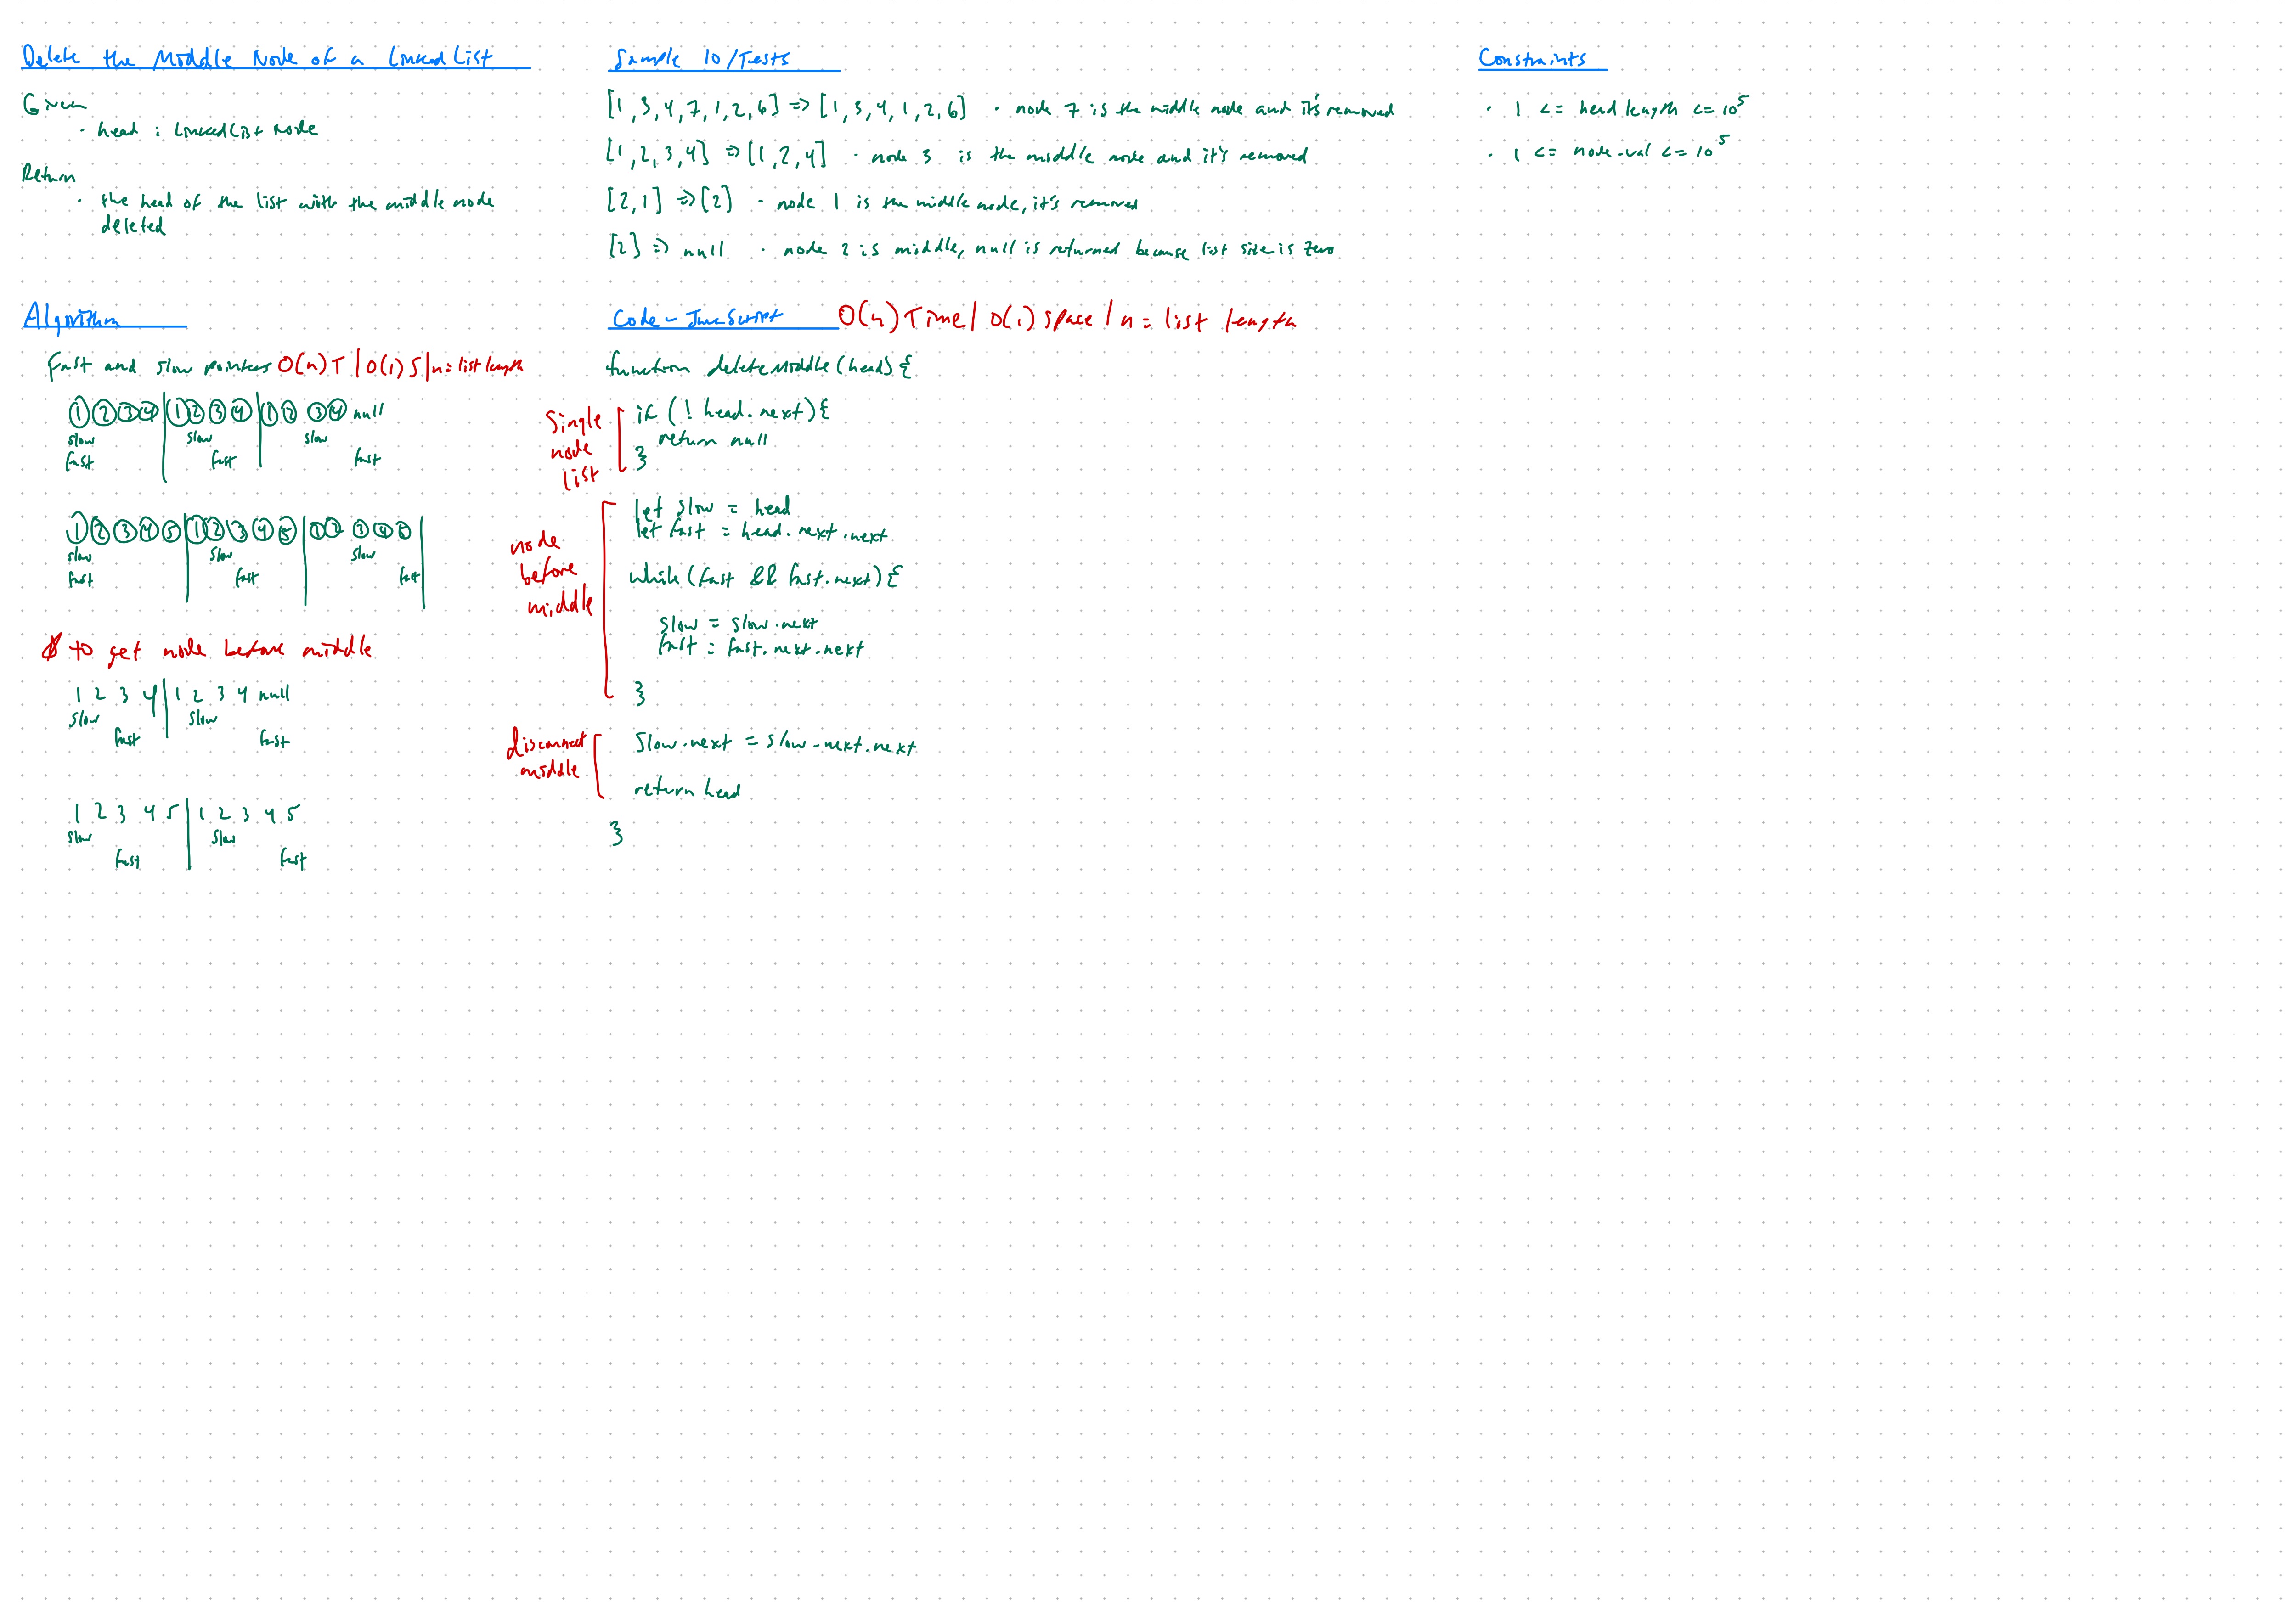 Delete the Middle Node of a Linked List
Given
· head : Linked List Node
Return
· the head of the list with the middle node
deleted
Sample IO/Tests
[1, 3, 4, 7, 1, 2, 6] => [1, 3, 4, 1, 2, 6] · node 7 is the middle node and it's removed
[1, 2, 3, 4] => [1, 2, 4] · node 3 is the middle node and it's removed
[2, 1] => [2] · node 1 is the middle node, it's removed
[2] => null · node 2 is middle, null is returned because list size is zero
Constraints
· 1 <= head length <= 10^5
· 1 <= node.val <= 10^5
Algorithm
Fast and slow pointers O(n) T | O(1) S | n = list length
1 2 3 4 | 1 2 3 4 | 1 2 3 4 null
slow slow slow
fast fast fast
1 2 3 4 5 | 1 2 3 4 5 | 1 2 3 4 5 |
slow slow slow
fast fast fast
to get node before middle
1 2 3 4 | 1 2 3 4 null
slow slow
fast fast
1 2 3 4 5 | 1 2 3 4 5
slow slow
fast fast
Code - JavaScript O(n) Time | O(1) space | n = list length
function deleteMiddle (head) {
single
node
list
if (! head.next) {
return null
}
node
before
middle
let slow = head
let fast = head.next.next
while (fast && fast.next) {
slow = slow.next
fast = fast.next.next
}
disconnect
middle
slow.next = slow.next.next
return head
}